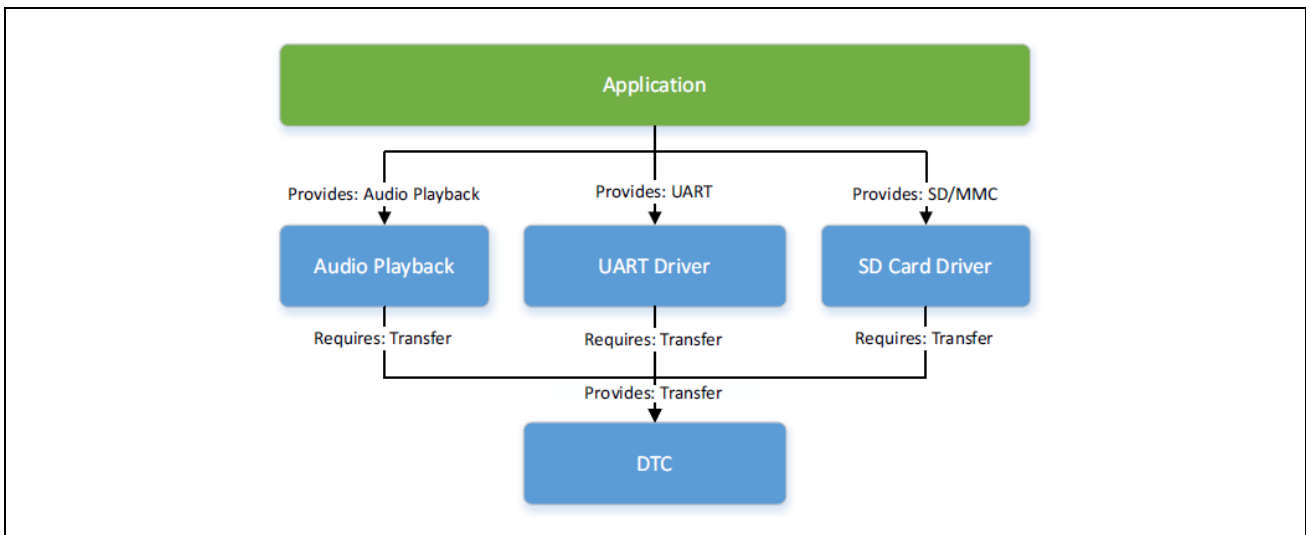 Application
Provides: Audio Playback
Provides: UART
Provides: SD/MMC
Audio Playback
UART Driver
SD Card Driver
Requires: Transfer
Requires: Transfer
Requires: Transfer
Provides: Transfer
DTC